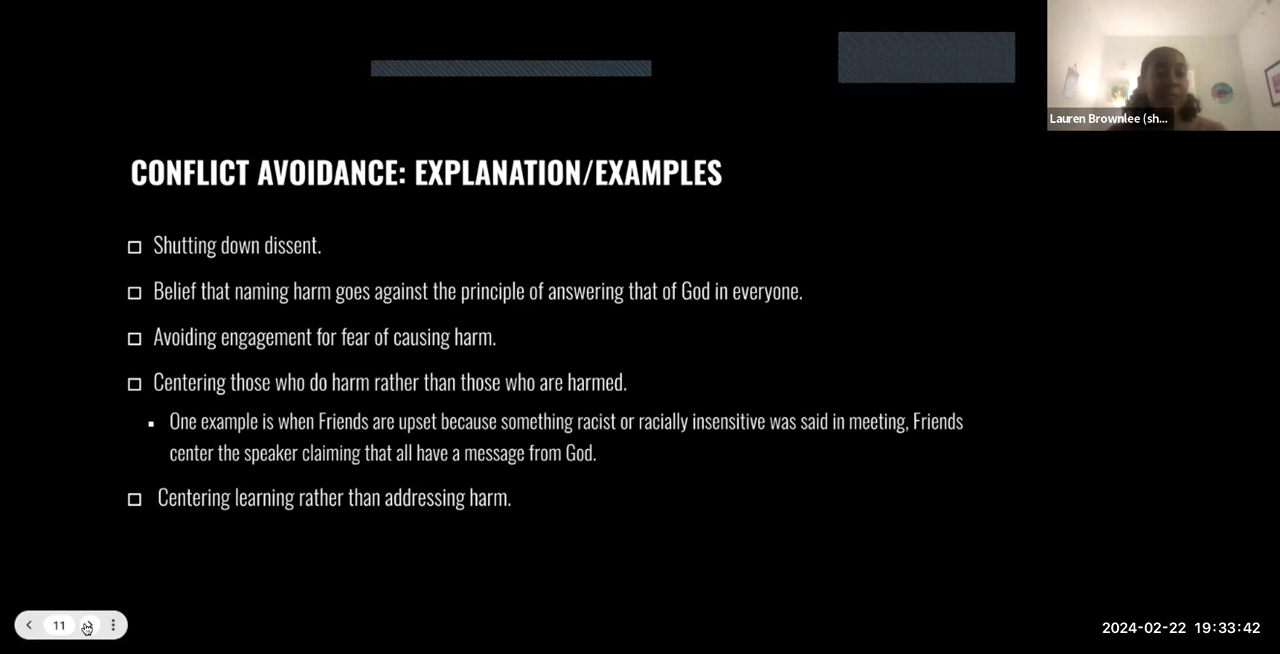 Lauren Brownlee (sh...
CONFLICT AVOIDANCE: EXPLANATION/EXAMPLES
Shutting down dissent.
Belief that naming harm goes against the principle of answering that of God in everyone.
Avoiding engagement for fear of causing harm.
Centering those who do harm rather than those who are harmed.
One example is when Friends are upset because something racist or racially insensitive was said in meeting, Friends
center the speaker claiming that all have a message from God.
Centering learning rather than addressing harm.
11
2024-02-22 19:33:42